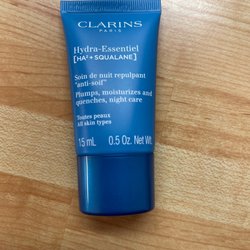 CLARINS
PARIS
Hydra-Essentiel
[HA² + SQUALANE]
Soin de nuit repulpant
"anti-soif"
Plumps, moisturizes and
quenches, night care
Toutes peaux
All skin types
15 mL 0.5 Oz. Net Wt.